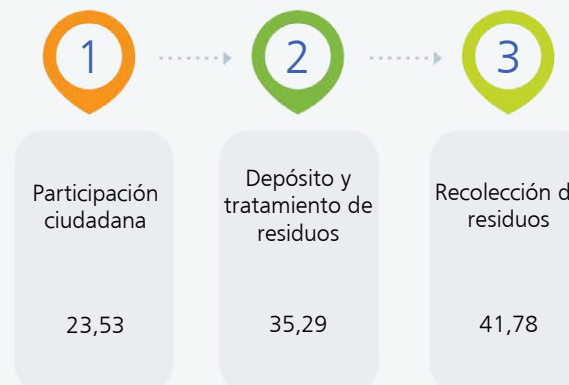 1
2
3
Participación
ciudadana
23,53
Depósito y
tratamiento de
residuos
35,29
Recolección d
residuos
41,78